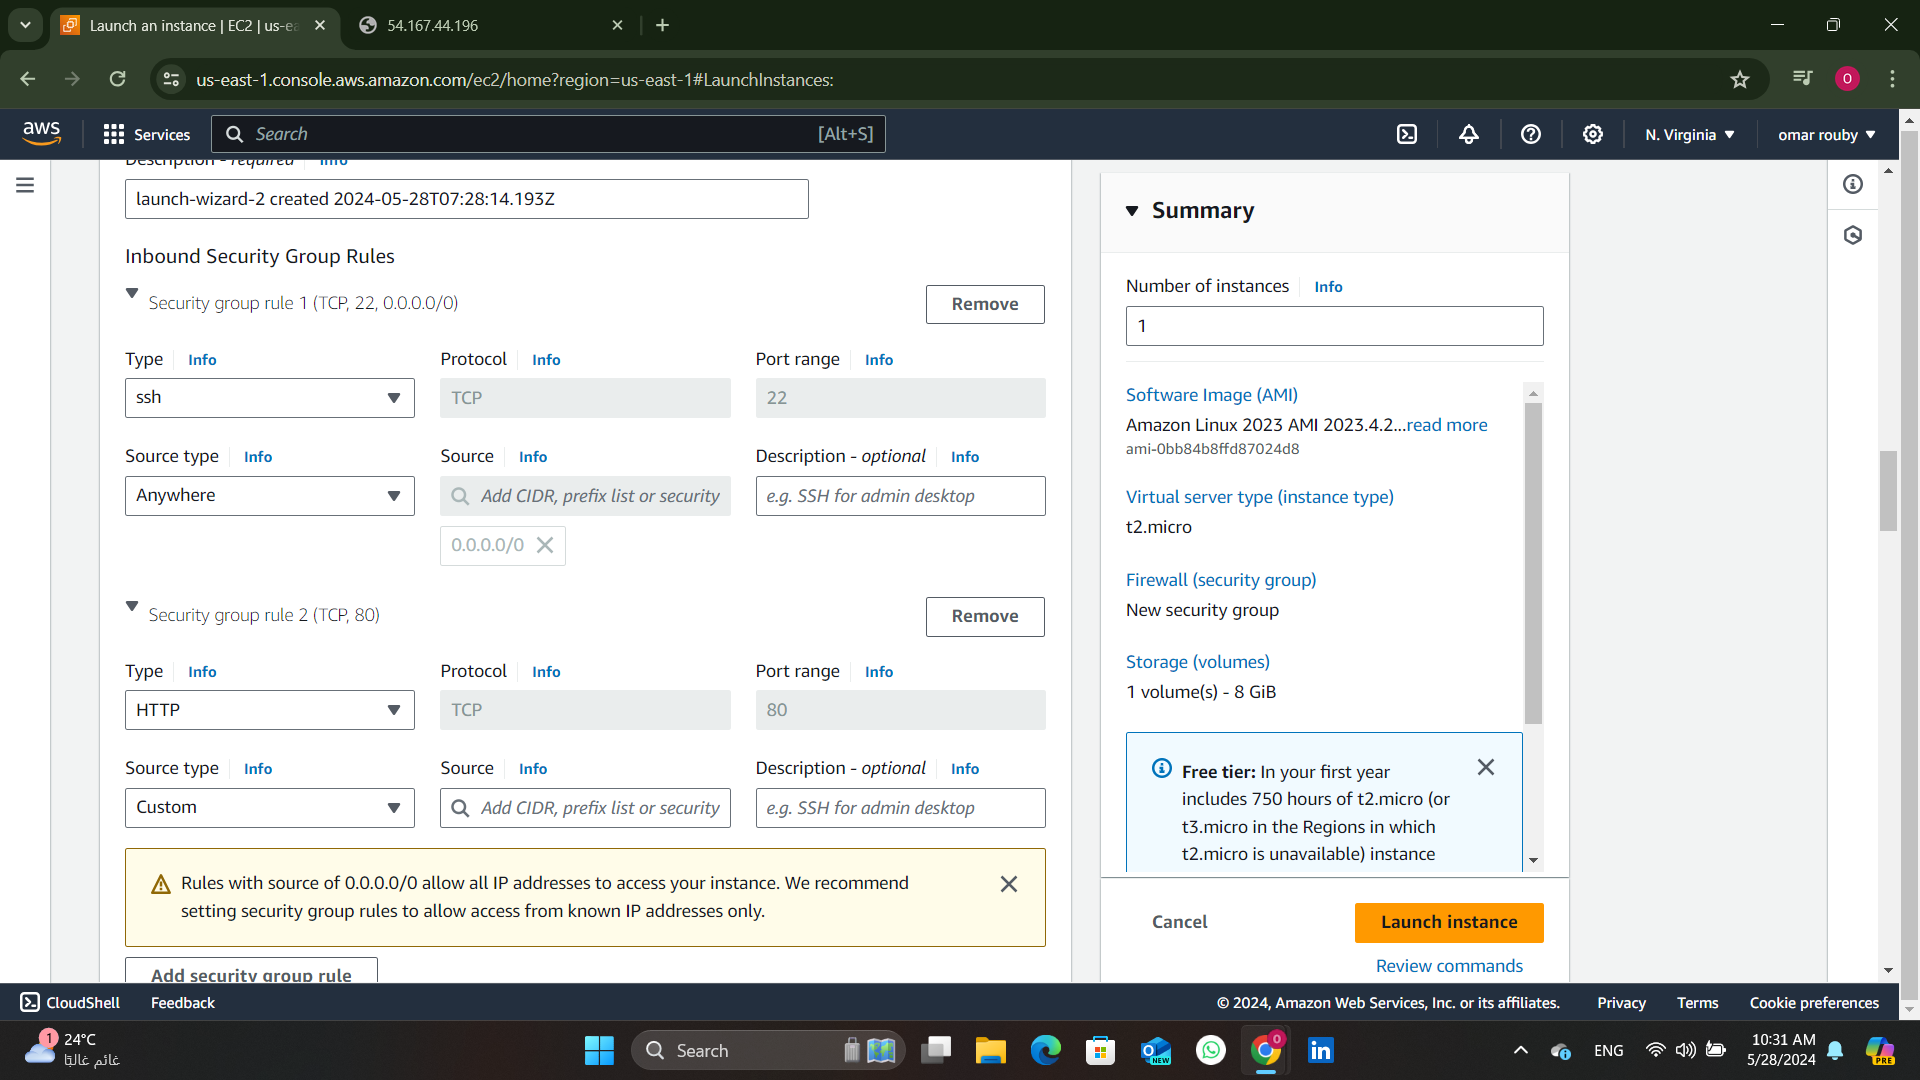 Launch an instance | EC2 | us-ea
54.167.44.196
us-east-1.console.aws.amazon.com/ec2/home?region=us-east-1#LaunchInstances:
O
aws
Services
Search
[Alt+S]
N. Virginia
omar rouby
Description - required
Info
launch-wizard-2 created 2024-05-28T07:28:14.193Z
Inbound Security Group Rules
Security group rule 1 (TCP, 22, 0.0.0.0/0)
Remove
Type Info
Protocol Info
Port range Info
ssh
TCP
22
Source type Info
Source Info
Description - optional Info
Anywhere
Add CIDR, prefix list or security
e.g. SSH for admin desktop
0.0.0.0/0
Security group rule 2 (TCP, 80)
Remove
Type Info
Protocol Info
Port range Info
HTTP
TCP
80
Source type Info
Source Info
Description - optional Info
Custom
Add CIDR, prefix list or security
e.g. SSH for admin desktop
Rules with source of 0.0.0.0/0 allow all IP addresses to access your instance. We recommend
setting security group rules to allow access from known IP addresses only.
Add security group rule
Summary
Number of instances Info
1
Software Image (AMI)
Amazon Linux 2023 AMI 2023.4.2...read more
ami-0bb84b8ffd87024d8
Virtual server type (instance type)
t2.micro
Firewall (security group)
New security group
Storage (volumes)
1 volume(s) - 8 GiB
Free tier: In your first year
includes 750 hours of t2.micro (or
t3.micro in the Regions in which
t2.micro is unavailable) instance
Cancel
Launch instance
Review commands
CloudShell
Feedback
© 2024, Amazon Web Services, Inc. or its affiliates.
Privacy
Terms
Cookie preferences
1
24°C
غائم غالبًا
Search
NEW
O
in
ENG
10:31 AM
5/28/2024
PRE